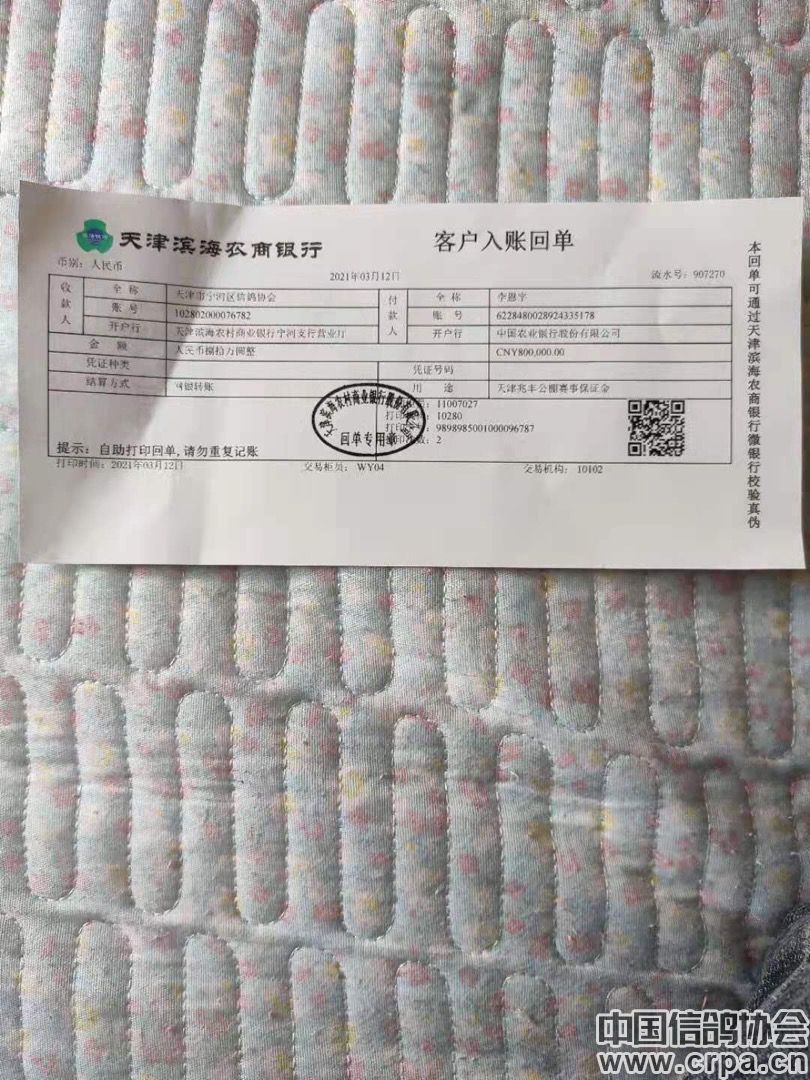 天津滨海农商银行
客户入账回单
币别：人民币
2021年03月12日
流水号：907270
收款人
全 称
天津市宁河区信鸽协会
付款人
全 称
李恩宇
账 号
102802000076782
账 号
6228480028924335178
开户行
天津滨海农村商业银行宁河支行营业厅
开户行
中国农业银行股份有限公司
金 额
人民币捌拾万圆整
CNY800,000.00
凭证种类
凭证号码
结算方式
网银转账
用 途
天津兆丰公棚赛事保证金
11007027
10280
9898985001000096787
2
回单专用章
提示：自助打印回单,请勿重复记账
打印时间：2021年03月12日
交易柜员：WY04
交易机构：10102
本回单可通过天津滨海农商银行微银行校验真伪
中国信鸽协会
www.crpa.cn